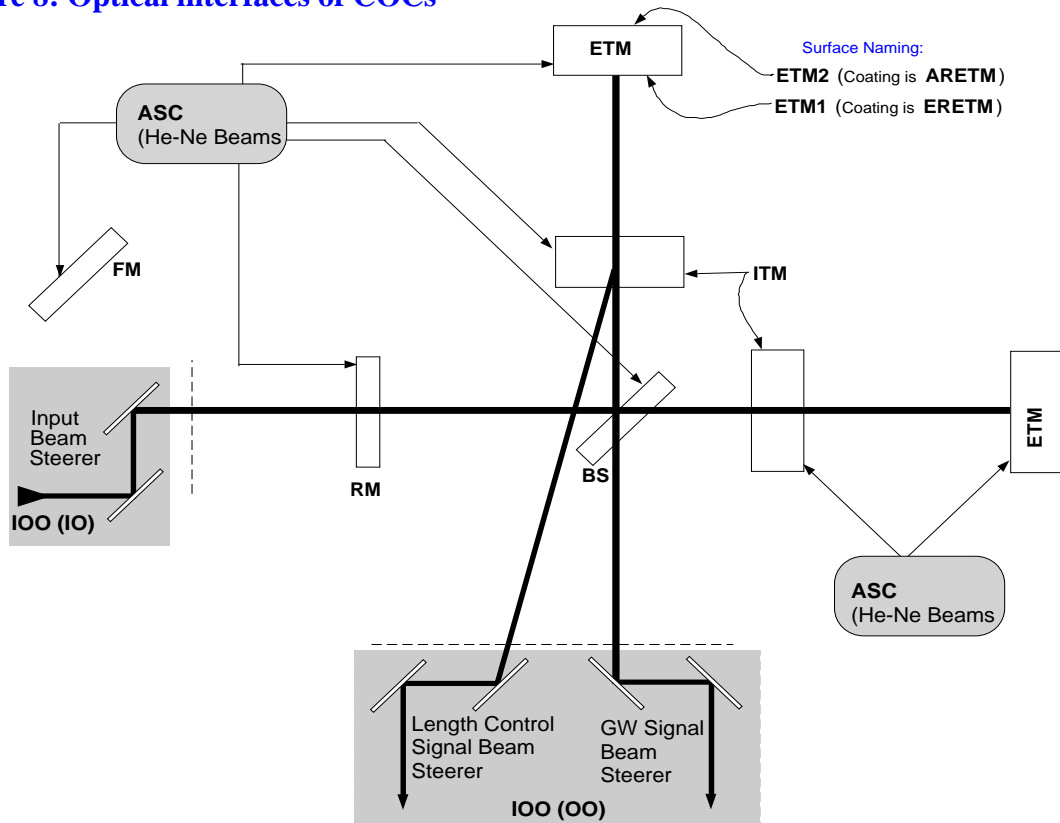 re 8: Optical interfaces of COCs
ETM
Surface Naming:
ETM2 (Coating is ARETM)
ETM1 (Coating is ERETM)
ASC
(He-Ne Beams
FM
ITM
Input
Beam
Steerer
IOO (IO)
RM
BS
ETM
ASC
(He-Ne Beams
Length Control
Signal Beam
Steerer
GW Signal
Beam
Steerer
IOO (OO)